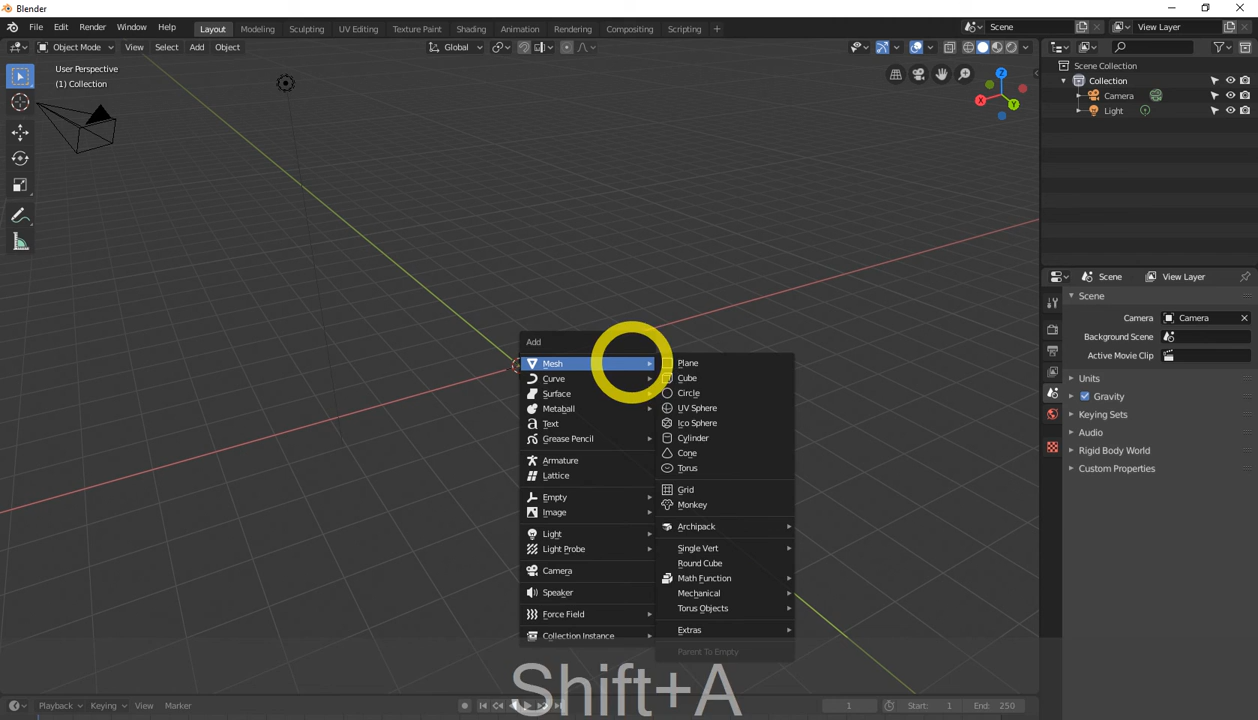 Blender
File Edit Render Window Help Layout Modeling Sculpting UV Editing Texture Paint Shading Animation Rendering Compositing Scripting + Scene View Layer
Object Mode View Select Add Object Global
User Perspective
(1) Collection
Z
X
Y
Scene Collection
Collection
Camera
Light
Scene View Layer
Scene
Camera Camera
Background Scene
Active Movie Clip
Units
Gravity
Keying Sets
Audio
Rigid Body World
Custom Properties
Add
Mesh
Curve
Surface
Metaball
Text
Grease Pencil
Armature
Lattice
Empty
Image
Light
Light Probe
Camera
Speaker
Force Field
Collection Instance
Plane
Cube
Circle
UV Sphere
Ico Sphere
Cylinder
Cone
Torus
Grid
Monkey
Archipack
Single Vert
Round Cube
Math Function
Mechanical
Torus Objects
Extras
Parent To Empty
Shift+A
Playback Keying View Marker 1 Start: 1 End: 250